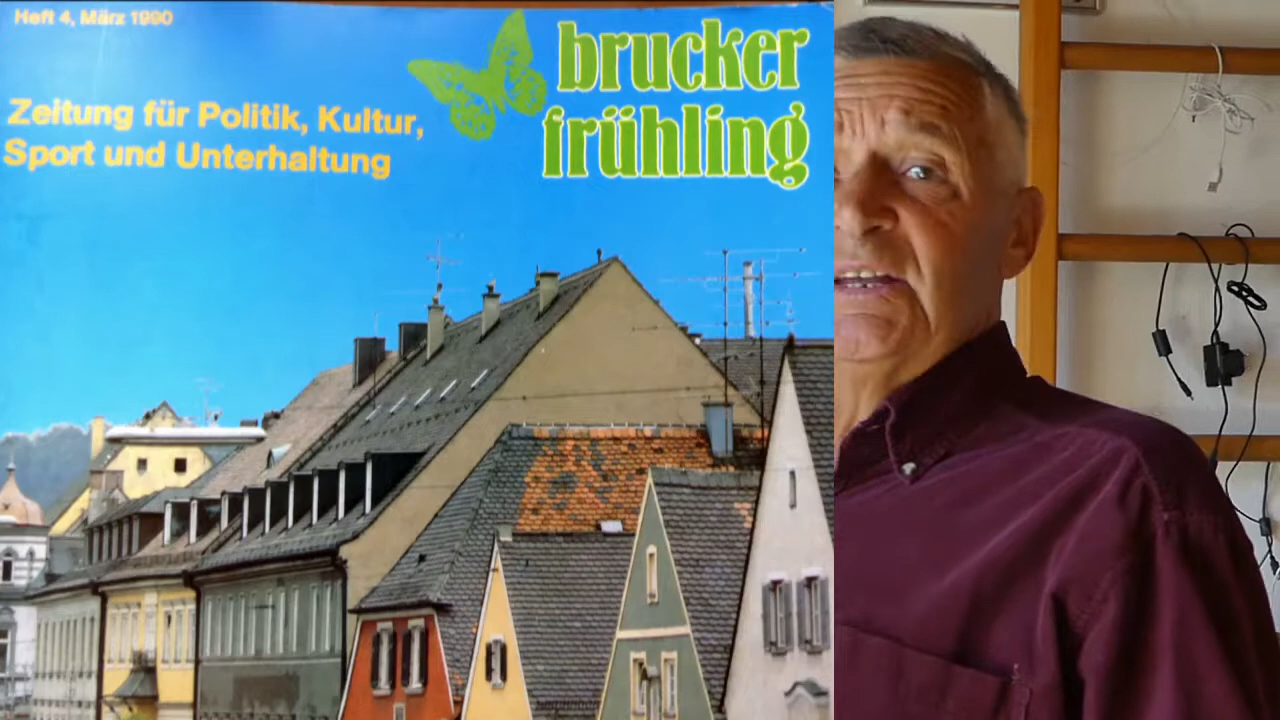 Heft 4, März 1990
brucker
frühling
Zeitung für Politik, Kultur,
Sport und Unterhaltung